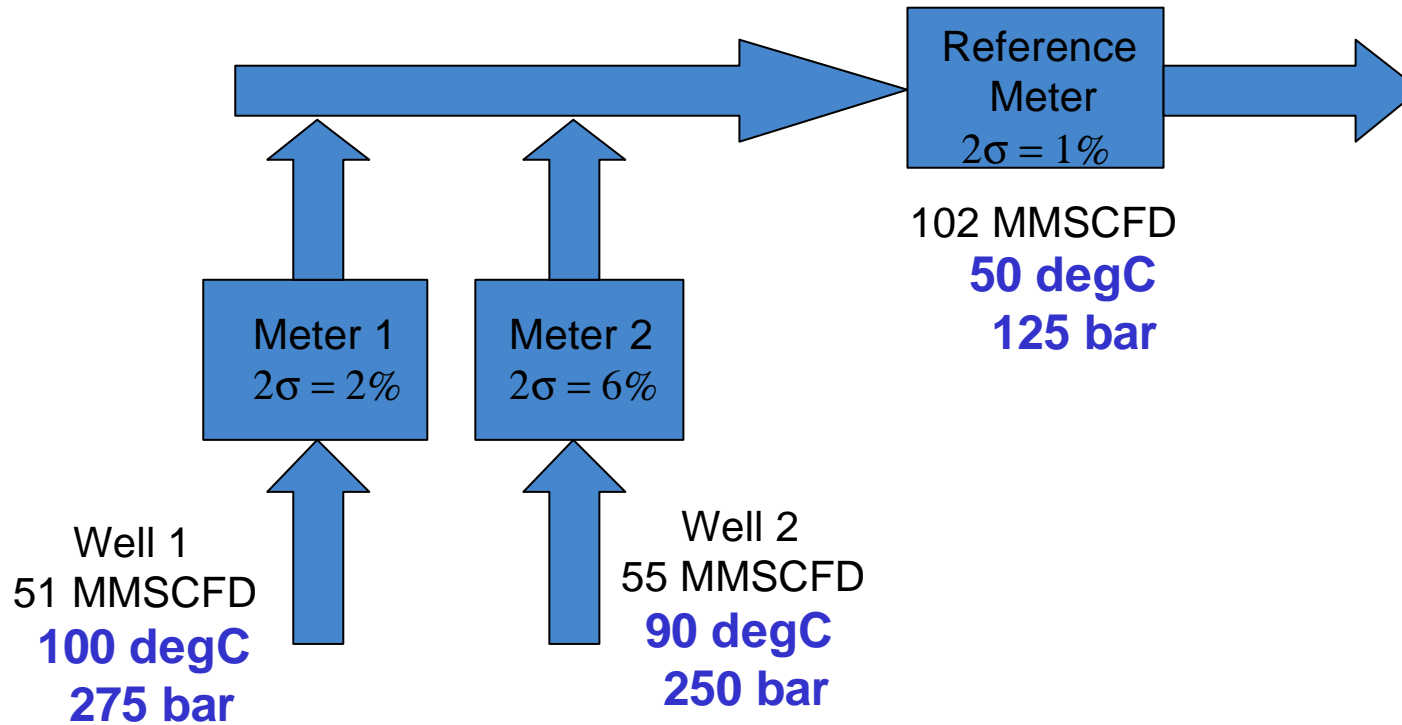 Reference
Meter
2σ = 1%
102 MMSCFD
50 degC
125 bar
Meter 1
2σ = 2%
Meter 2
2σ = 6%
Well 1
51 MMSCFD
100 degC
275 bar
Well 2
55 MMSCFD
90 degC
250 bar